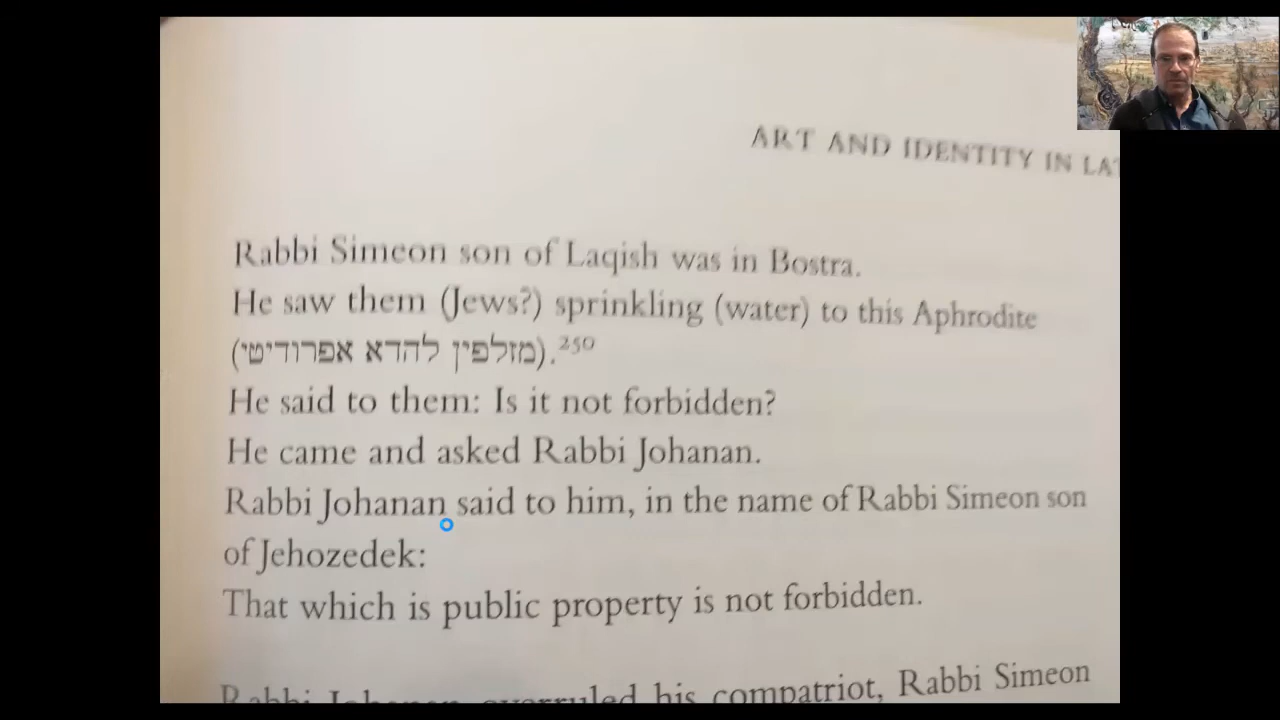 ART AND IDENTITY IN LAT
Rabbi Simeon son of Laqish was in Bostra.
He saw them (Jews?) sprinkling (water) to this Aphrodite
(מזלפין להדא אפרודיטי).²⁵⁰
He said to them: Is it not forbidden?
He came and asked Rabbi Johanan.
Rabbi Johanan said to him, in the name of Rabbi Simeon son
of Jehozedek:
That which is public property is not forbidden.
Rabbi Johanan overruled his compatriot, Rabbi Simeon